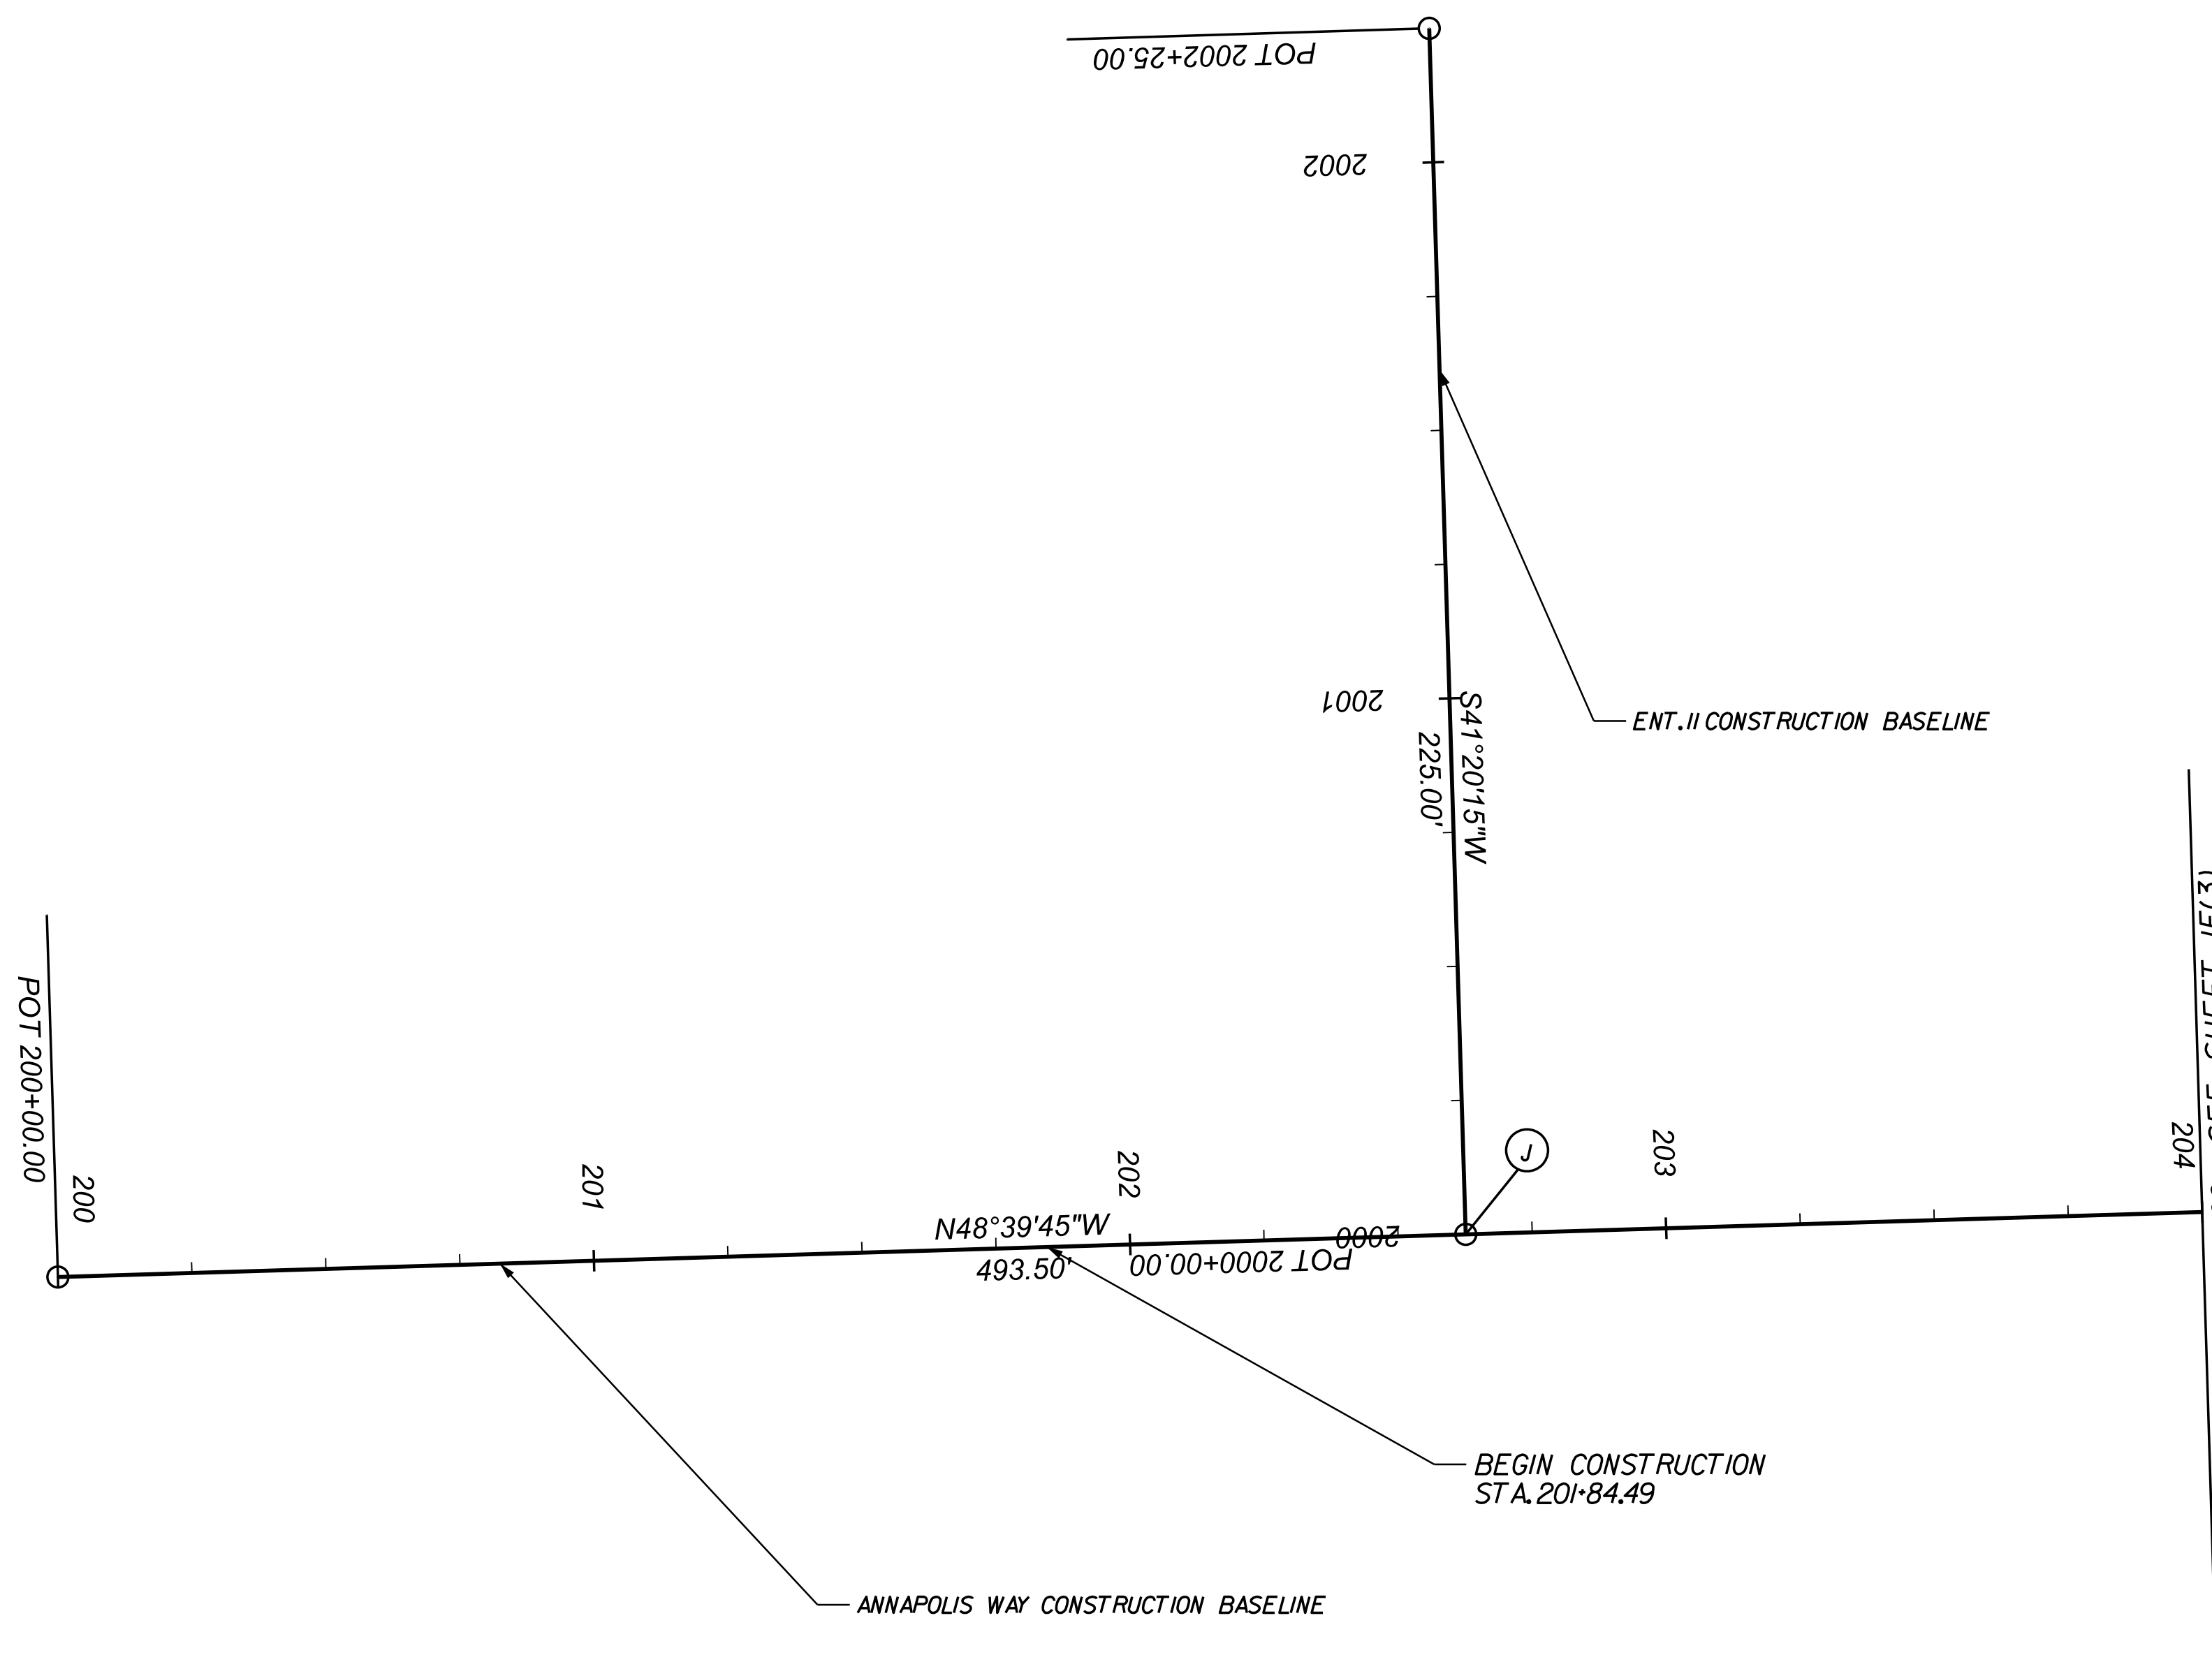 POT 2002+25.00
2002
2001
S41°20'15"W
225.00'
ENT.11 CONSTRUCTION BASELINE
POT 200+00.00
200
201
202
203
204
J
N48°39'45"W
493.50'
2000
POT 2000+00.00
BEGIN CONSTRUCTION
STA.201+84.49
ANNAPOLIS WAY CONSTRUCTION BASELINE